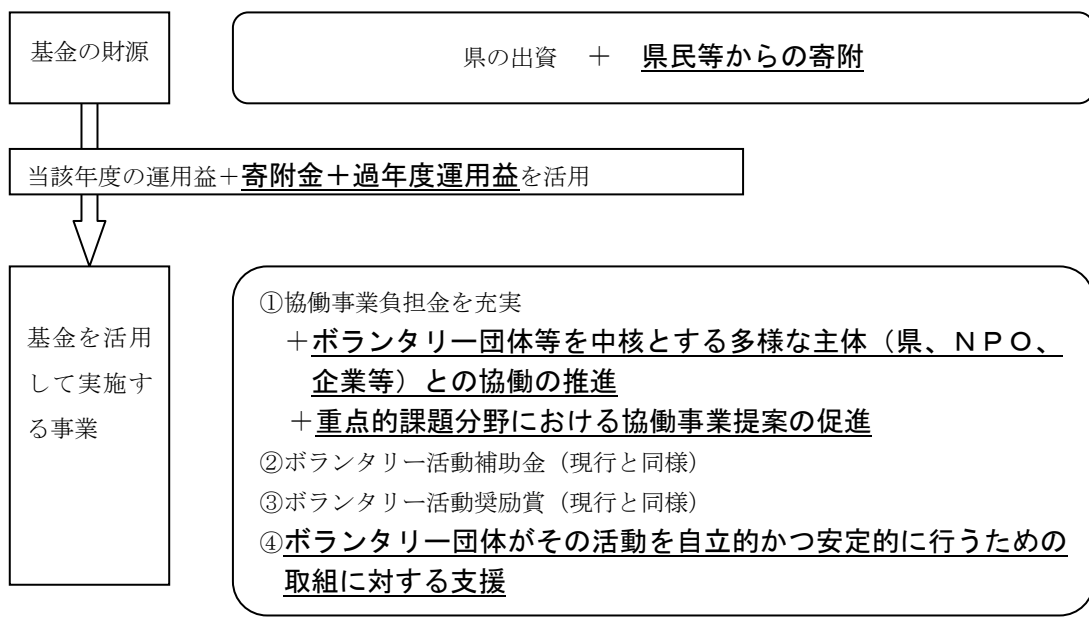 基金の財源
県の出資 ＋ 県民等からの寄附
当該年度の運用益＋寄附金＋過年度運用益を活用
基金を活用
して実施す
る事業
①協働事業負担金を充実
＋ボランタリー団体等を中核とする多様な主体（県、ＮＰＯ、
企業等）との協働の推進
＋重点的課題分野における協働事業提案の促進
②ボランタリー活動補助金（現行と同様）
③ボランタリー活動奨励賞（現行と同様）
④ボランタリー団体がその活動を自立的かつ安定的に行うための
取組に対する支援